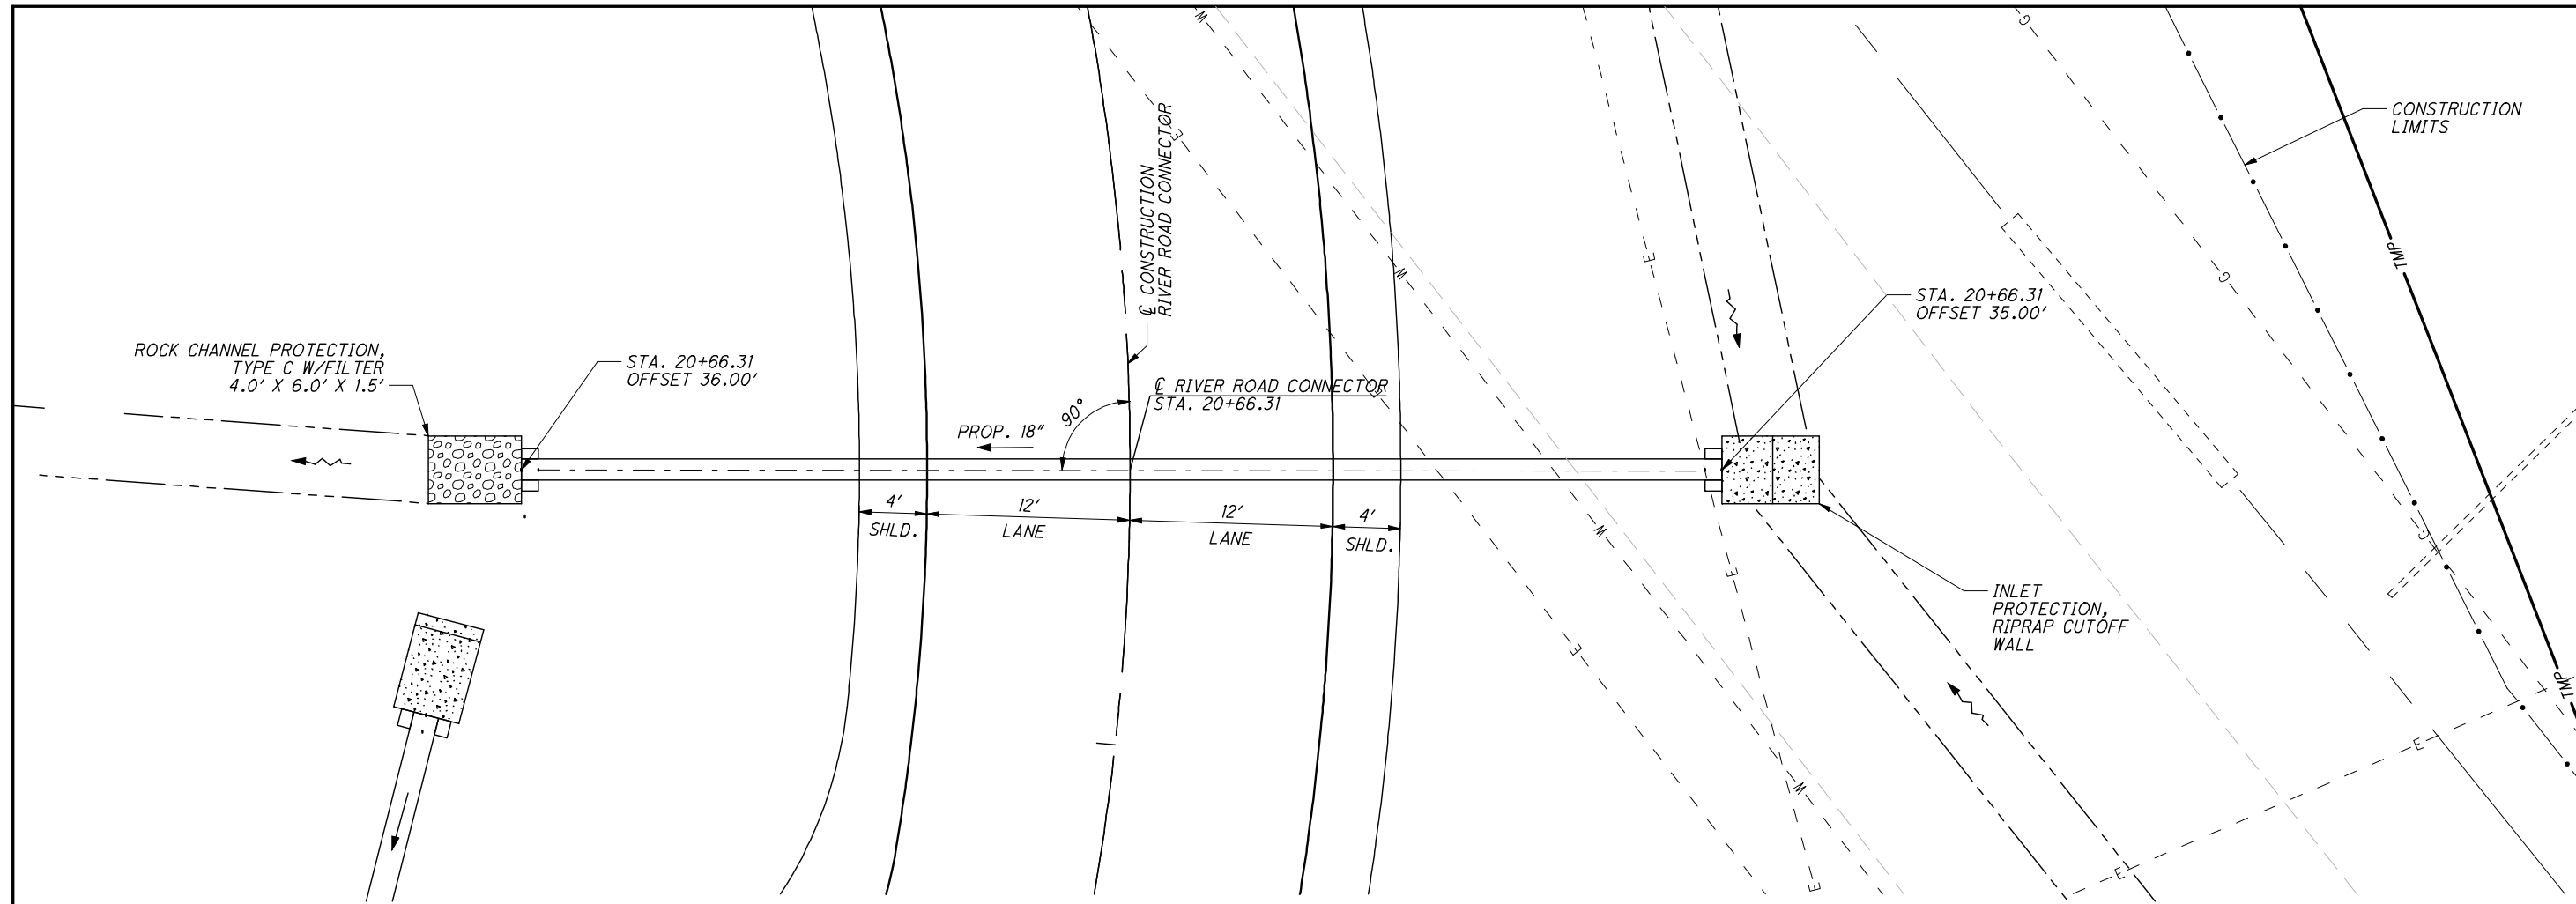 CONSTRUCTION
LIMITS
℄ CONSTRUCTION
RIVER ROAD CONNECTOR
STA. 20+66.31
OFFSET 35.00'
ROCK CHANNEL PROTECTION,
TYPE C W/FILTER
4.0' X 6.0' X 1.5'
STA. 20+66.31
OFFSET 36.00'
℄ RIVER ROAD CONNECTOR
STA. 20+66.31
90°
PROP. 18"
4'
SHLD.
12'
LANE
12'
LANE
4'
SHLD.
INLET
PROTECTION,
RIPRAP CUTOFF
WALL
TMP
TMP
W
W
W
W
G
G
G
E
E
E
E
E
E
E
E